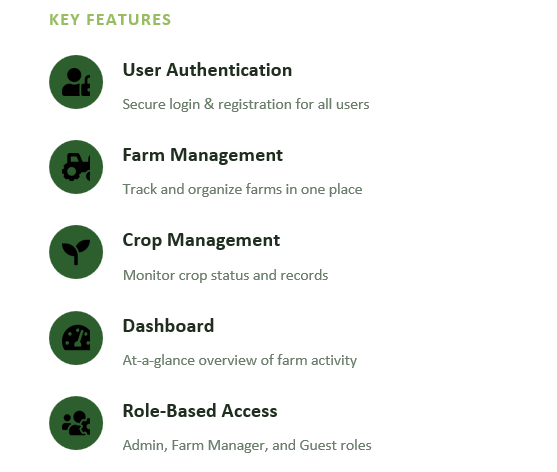 KEY FEATURES
User Authentication
Secure login & registration for all users
Farm Management
Track and organize farms in one place
Crop Management
Monitor crop status and records
Dashboard
At-a-glance overview of farm activity
Role-Based Access
Admin, Farm Manager, and Guest roles